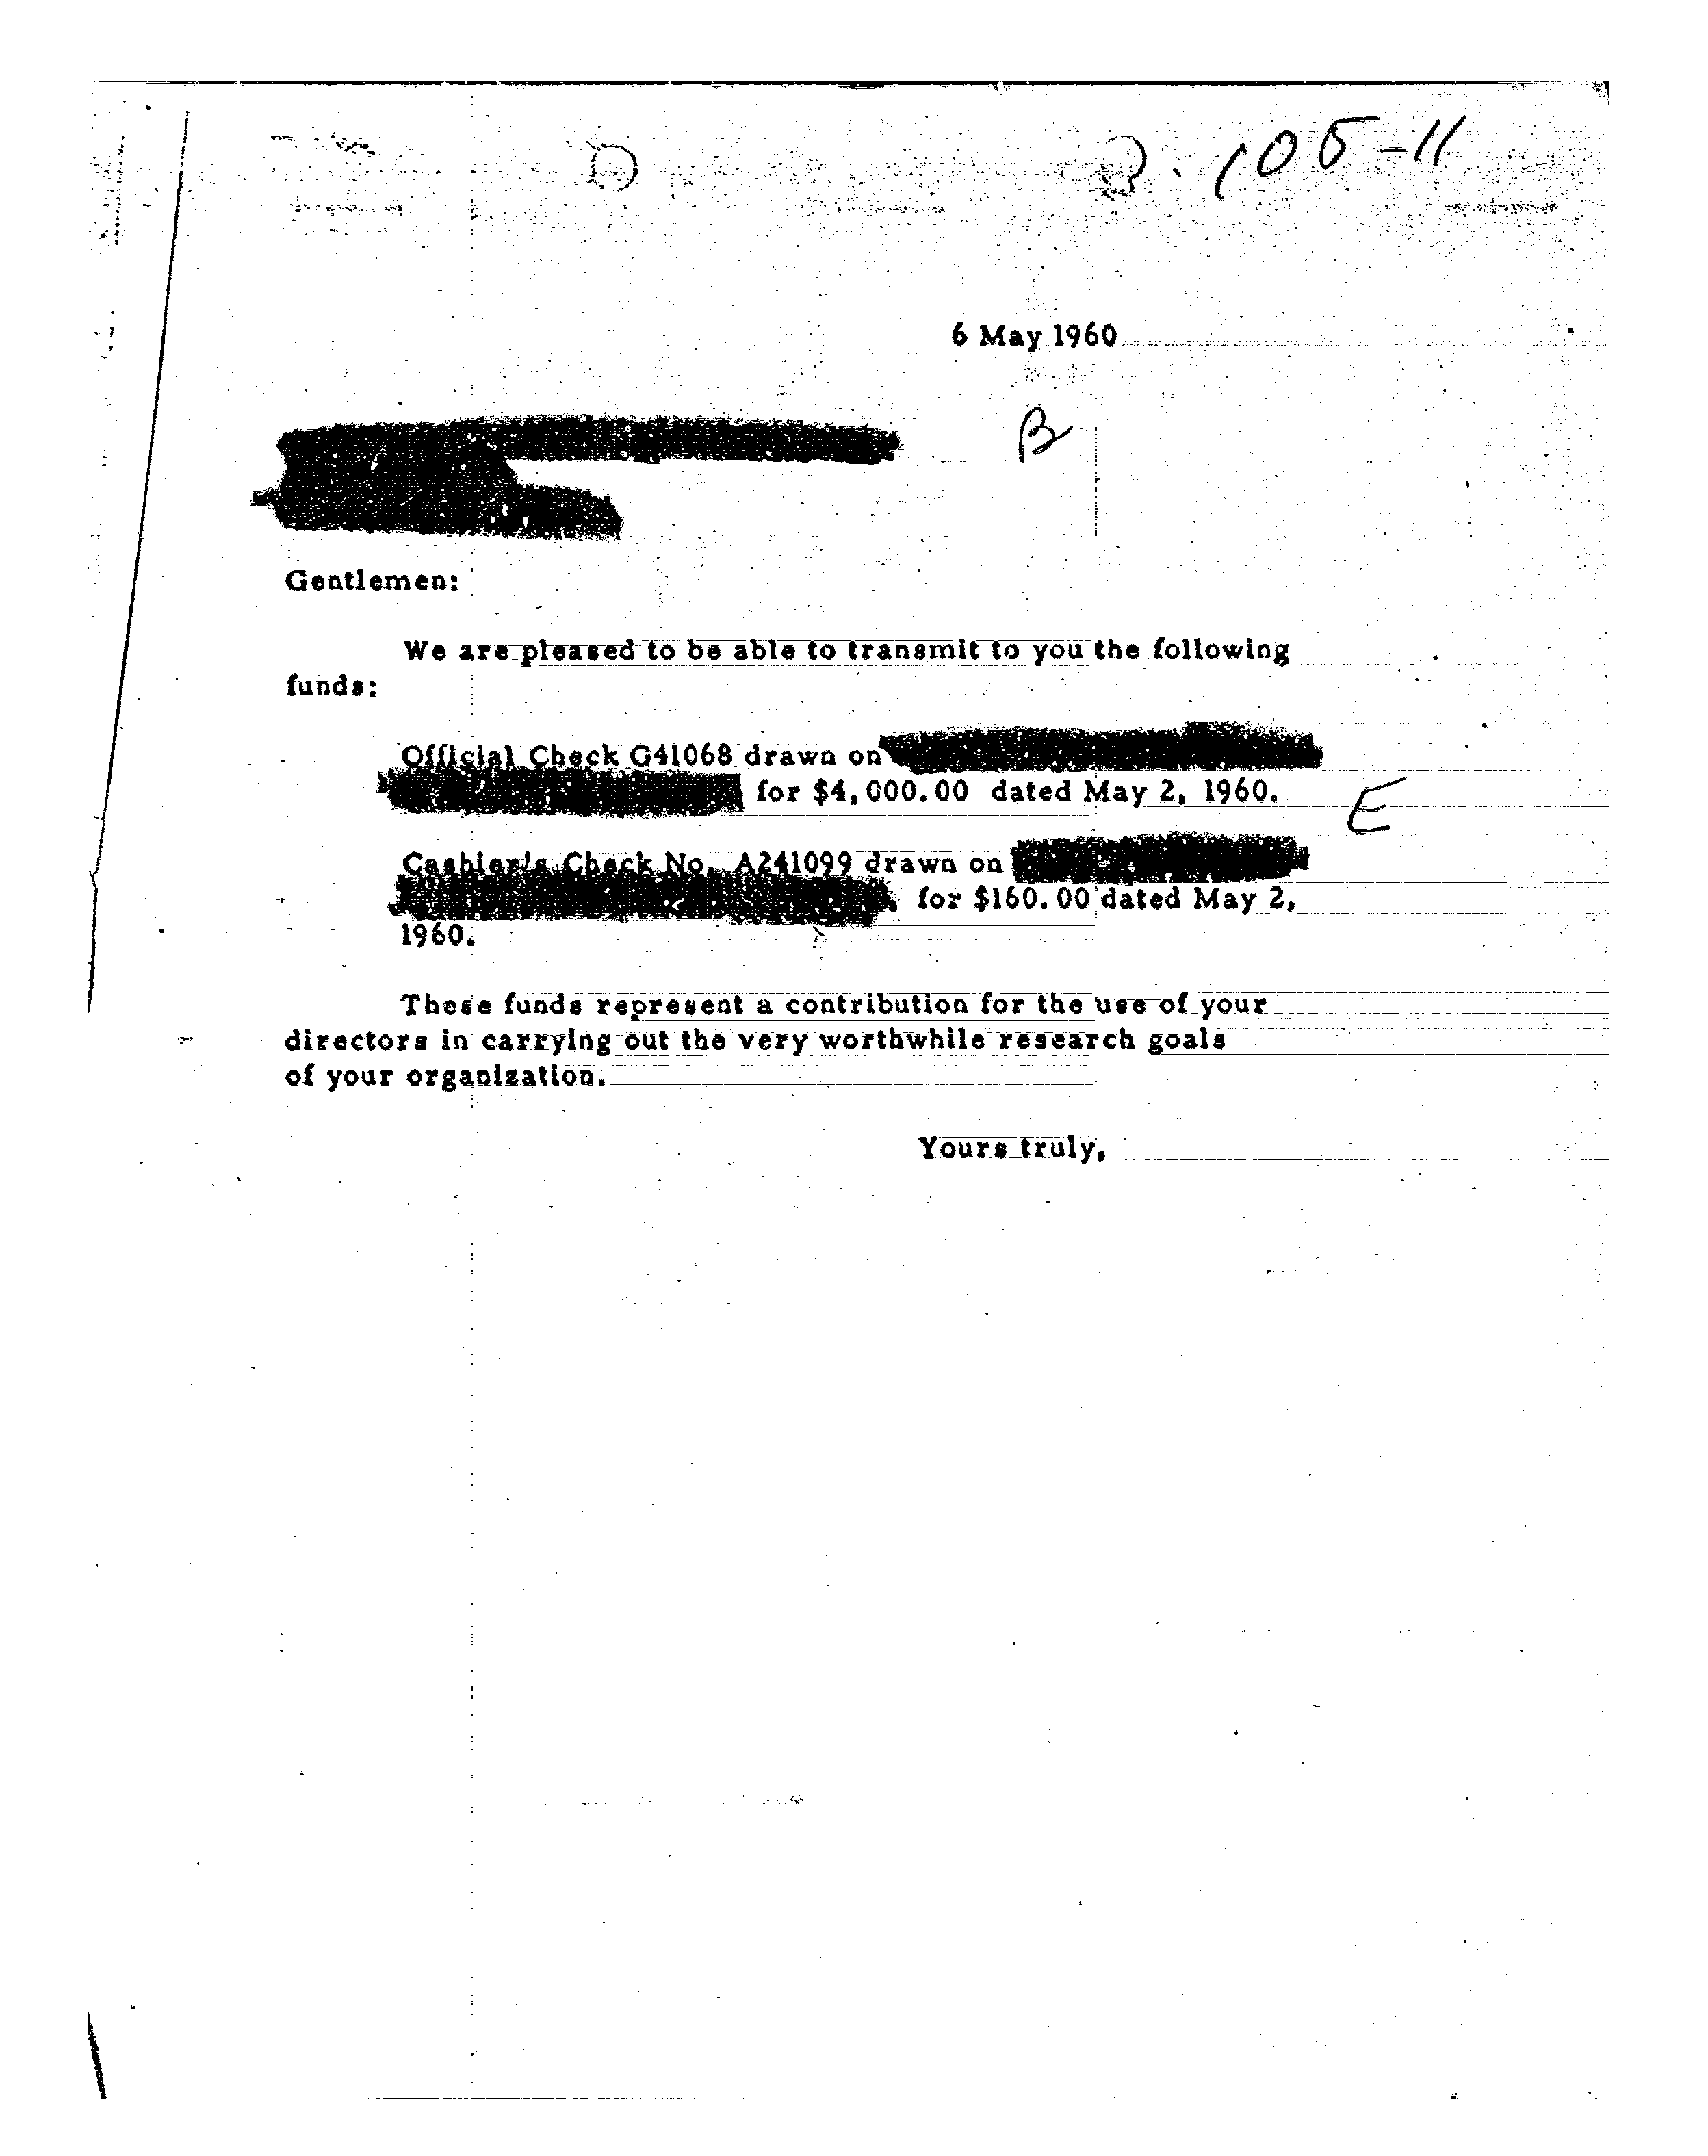 105-11
6 May 1960
B
Gentlemen:
We are pleased to be able to transmit to you the following
funds:
Official Check G41068 drawn on
for $4,000.00 dated May 2, 1960.
E
Cashier's Check No. A241099 drawn on
for $160.00 dated May 2,
1960.
These funds represent a contribution for the use of your
directors in carrying out the very worthwhile research goals
of your organization.
Yours truly,